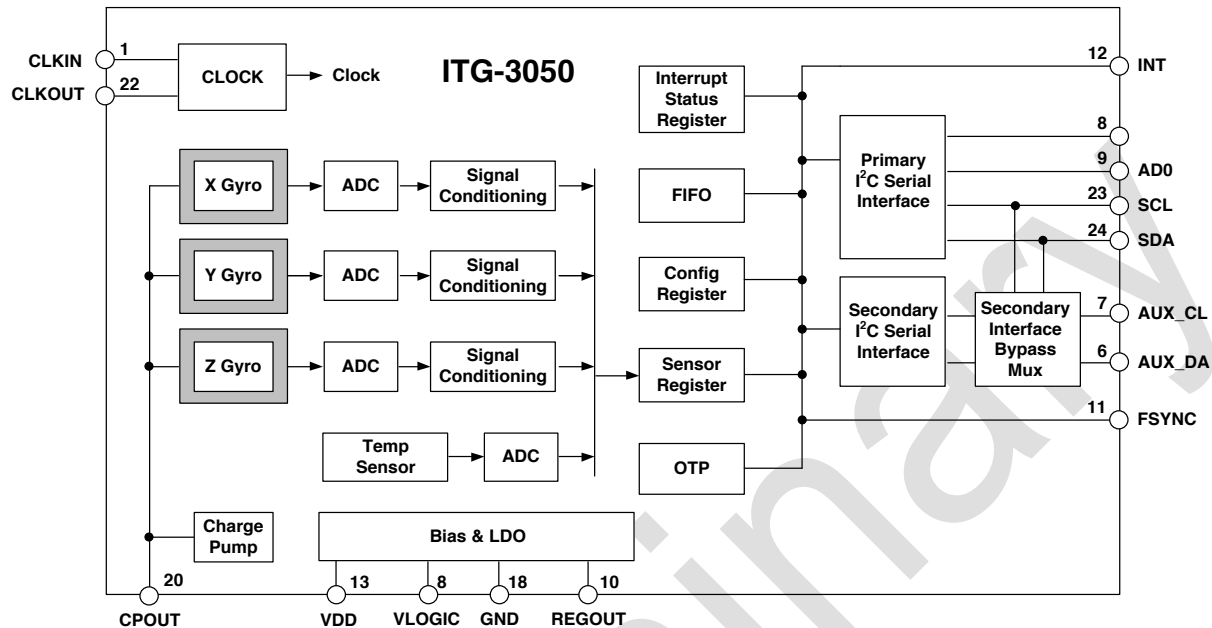 ITG-3050
CLKIN
1
CLKOUT
22
CLOCK
Clock
X Gyro
ADC
Signal
Conditioning
Y Gyro
ADC
Signal
Conditioning
Z Gyro
ADC
Signal
Conditioning
Temp
Sensor
ADC
Charge
Pump
Bias & LDO
20
13
8
18
10
CPOUT
VDD
VLOGIC
GND
REGOUT
Interrupt
Status
Register
FIFO
Config
Register
Sensor
Register
OTP
Primary
I²C Serial
Interface
Secondary
I²C Serial
Interface
Secondary
Interface
Bypass
Mux
12
INT
8
9
AD0
23
SCL
24
SDA
7
AUX_CL
6
AUX_DA
11
FSYNC
inary